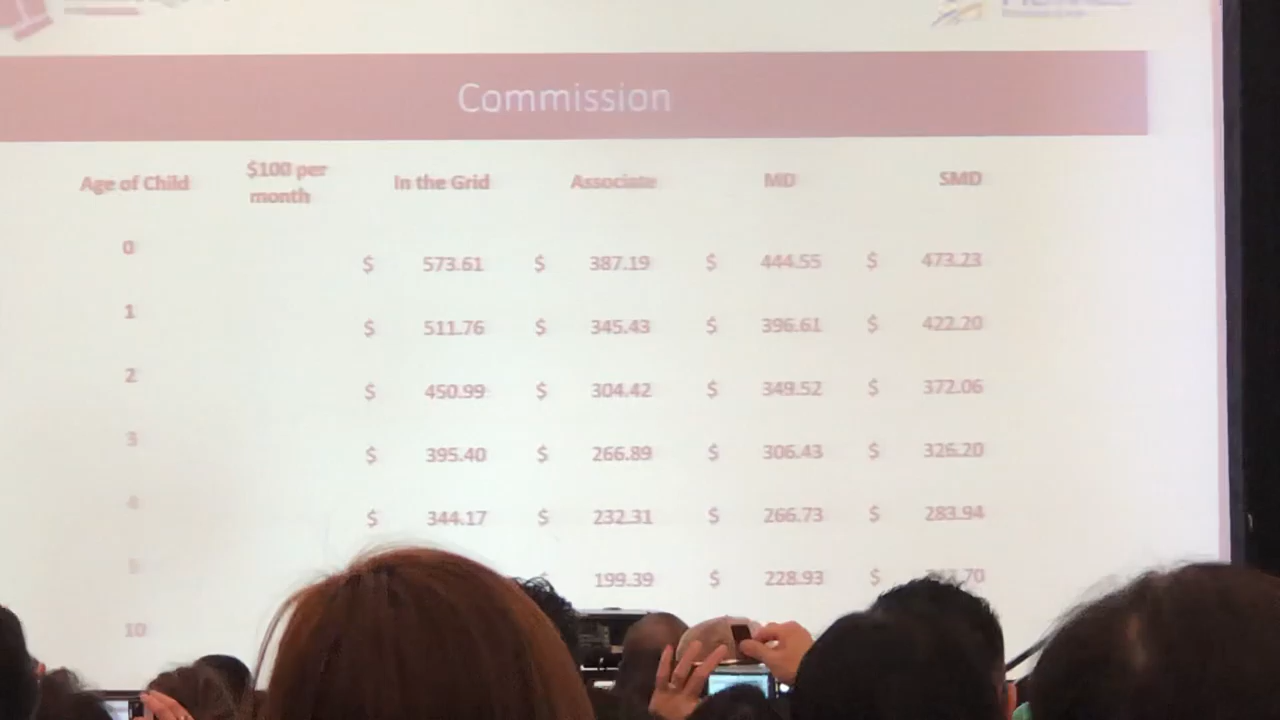 Commission
Age of Child $100 per month In the Grid Associate MD SMD
0 $ 573.61 $ 387.19 $ 444.55 $ 473.23
1 $ 511.76 $ 345.43 $ 396.61 $ 422.20
2 $ 450.99 $ 304.42 $ 349.52 $ 372.06
3 $ 395.40 $ 266.89 $ 306.43 $ 326.20
4 $ 344.17 $ 232.31 $ 266.73 $ 283.94
5 199.39 $ 228.93 $
10